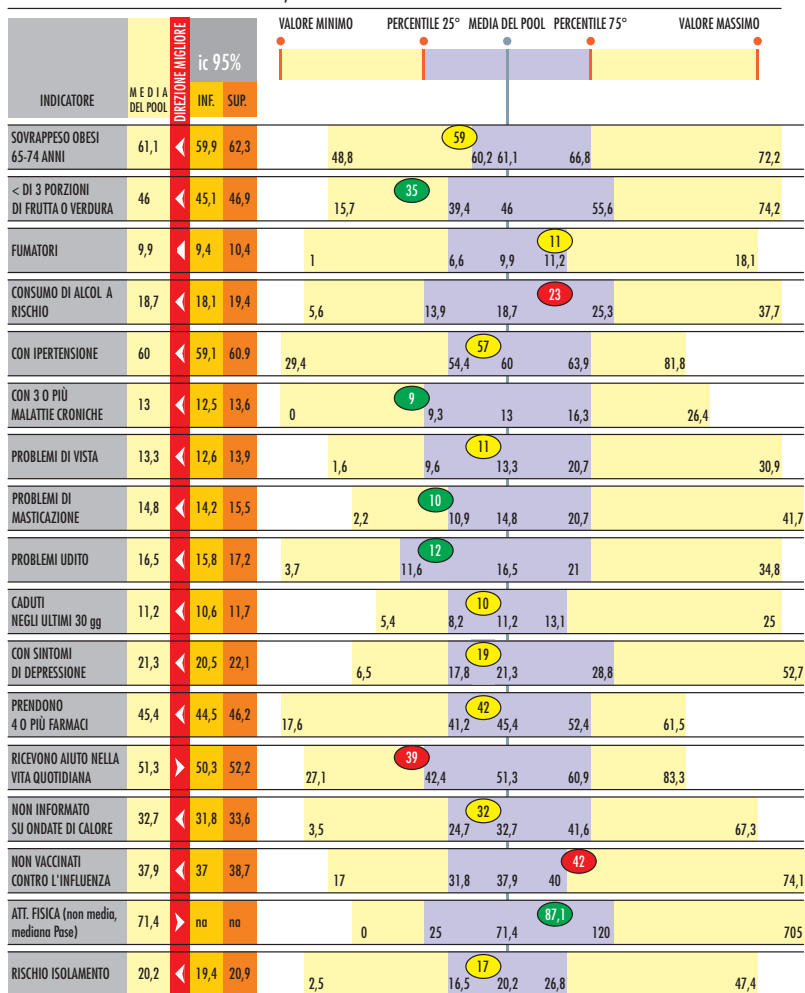 VALORE MINIMO PERCENTILE 25° MEDIA DEL POOL PERCENTILE 75° VALORE MASSIMO
INDICATORE MEDIA DEL POOL DIREZIONE MIGLIORE ic 95% INF. SUP.
SOVRAPPESO OBESI
65-74 ANNI
61,1 59,9 62,3 59
48,8 60,2 61,1 66,8 72,2
< DI 3 PORZIONI
DI FRUTTA O VERDURA
46 45,1 46,9 35
15,7 39,4 46 55,6 74,2
FUMATORI
9,9 9,4 10,4 11
1 6,6 9,9 11,2 18,1
CONSUMO DI ALCOL A
RISCHIO
18,7 18,1 19,4 23
5,6 13,9 18,7 25,3 37,7
CON IPERTENSIONE
60 59,1 60.9 57
29,4 54,4 60 63,9 81,8
CON 3 O PIÙ
MALATTIE CRONICHE
13 12,5 13,6 9
0 9,3 13 16,3 26,4
PROBLEMI DI VISTA
13,3 12,6 13,9 11
1,6 9,6 13,3 20,7 30,9
PROBLEMI DI
MASTICAZIONE
14,8 14,2 15,5 10
2,2 10,9 14,8 20,7 41,7
PROBLEMI UDITO
16,5 15,8 17,2 12
3,7 11,6 16,5 21 34,8
CADUTI
NEGLI ULTIMI 30 gg
11,2 10,6 11,7 10
5,4 8,2 11,2 13,1 25
CON SINTOMI
DI DEPRESSIONE
21,3 20,5 22,1 19
6,5 17,8 21,3 28,8 52,7
PRENDONO
4 O PIÙ FARMACI
45,4 44,5 46,2 42
17,6 41,2 45,4 52,4 61,5
RICEVONO AIUTO NELLA
VITA QUOTIDIANA
51,3 50,3 52,2 39
27,1 42,4 51,3 60,9 83,3
NON INFORMATO
SU ONDATE DI CALORE
32,7 31,8 33,6 32
3,5 24,7 32,7 41,6 67,3
NON VACCINATI
CONTRO L'INFLUENZA
37,9 37 38,7 42
17 31,8 37,9 40 74,1
ATT. FISICA (non media,
mediana Pase)
71,4 na na 87,1
0 25 71,4 120 705
RISCHIO ISOLAMENTO
20,2 19,4 20,9 17
2,5 16,5 20,2 26,8 47,4